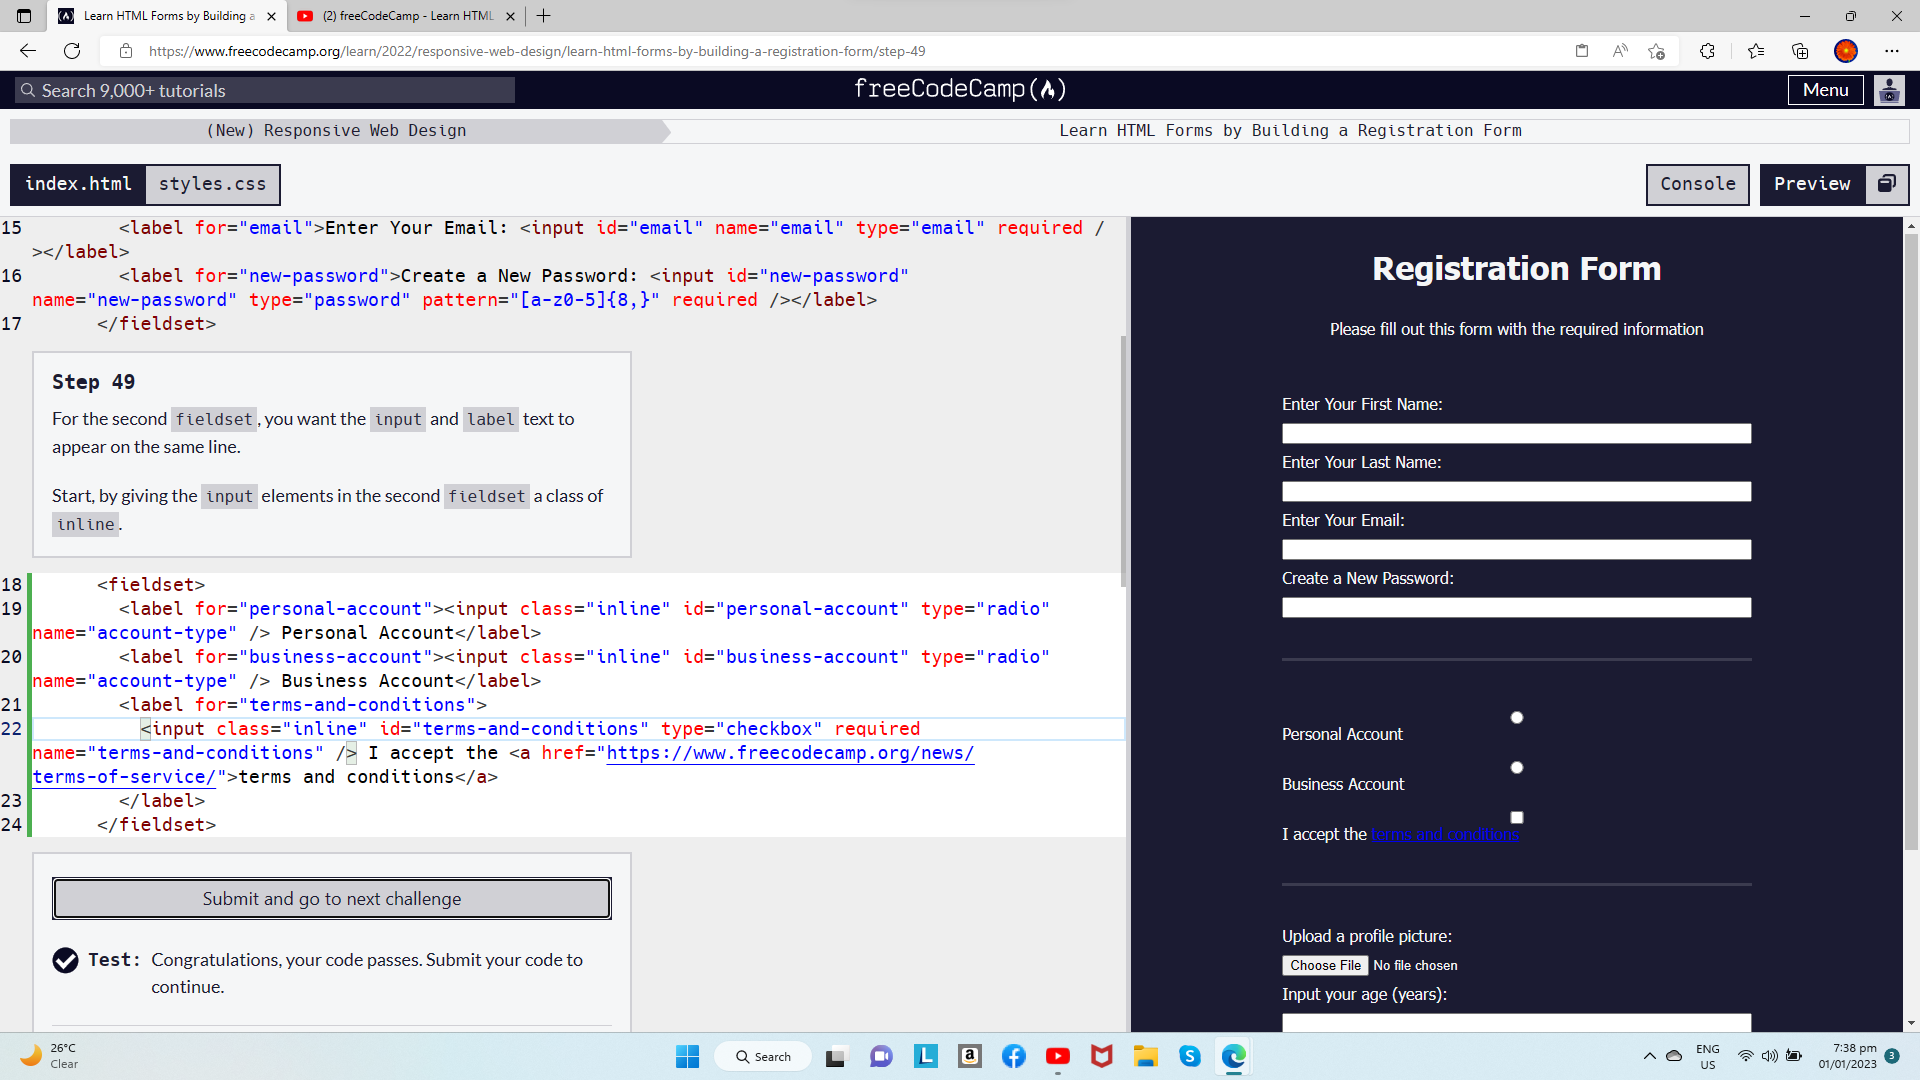 Learn HTML Forms by Building a
(2) freeCodeCamp - Learn HTML
https://www.freecodecamp.org/learn/2022/responsive-web-design/learn-html-forms-by-building-a-registration-form/step-49
Search 9,000+ tutorials
freeCodeCamp
Menu
(New) Responsive Web Design
Learn HTML Forms by Building a Registration Form
index.html
styles.css
Console
Preview
15 <label for="email">Enter Your Email: <input id="email" name="email" type="email" required /
></label>
16 <label for="new-password">Create a New Password: <input id="new-password"
name="new-password" type="password" pattern="[a-z0-5]{8,}" required /></label>
17 </fieldset>
Step 49
For the second fieldset, you want the input and label text to
appear on the same line.
Start, by giving the input elements in the second fieldset a class of
inline.
18 <fieldset>
19 <label for="personal-account"><input class="inline" id="personal-account" type="radio"
name="account-type" /> Personal Account</label>
20 <label for="business-account"><input class="inline" id="business-account" type="radio"
name="account-type" /> Business Account</label>
21 <label for="terms-and-conditions">
22 <input class="inline" id="terms-and-conditions" type="checkbox" required
name="terms-and-conditions" /> I accept the <a href="https://www.freecodecamp.org/news/
terms-of-service/">terms and conditions</a>
23 </label>
24 </fieldset>
Submit and go to next challenge
Test: Congratulations, your code passes. Submit your code to
continue.
Registration Form
Please fill out this form with the required information
Enter Your First Name:
Enter Your Last Name:
Enter Your Email:
Create a New Password:
Personal Account
Business Account
I accept the terms and conditions
Upload a profile picture:
Choose File No file chosen
Input your age (years):
26°C
Clear
Search
ENG
US
7:38 pm
01/01/2023
3